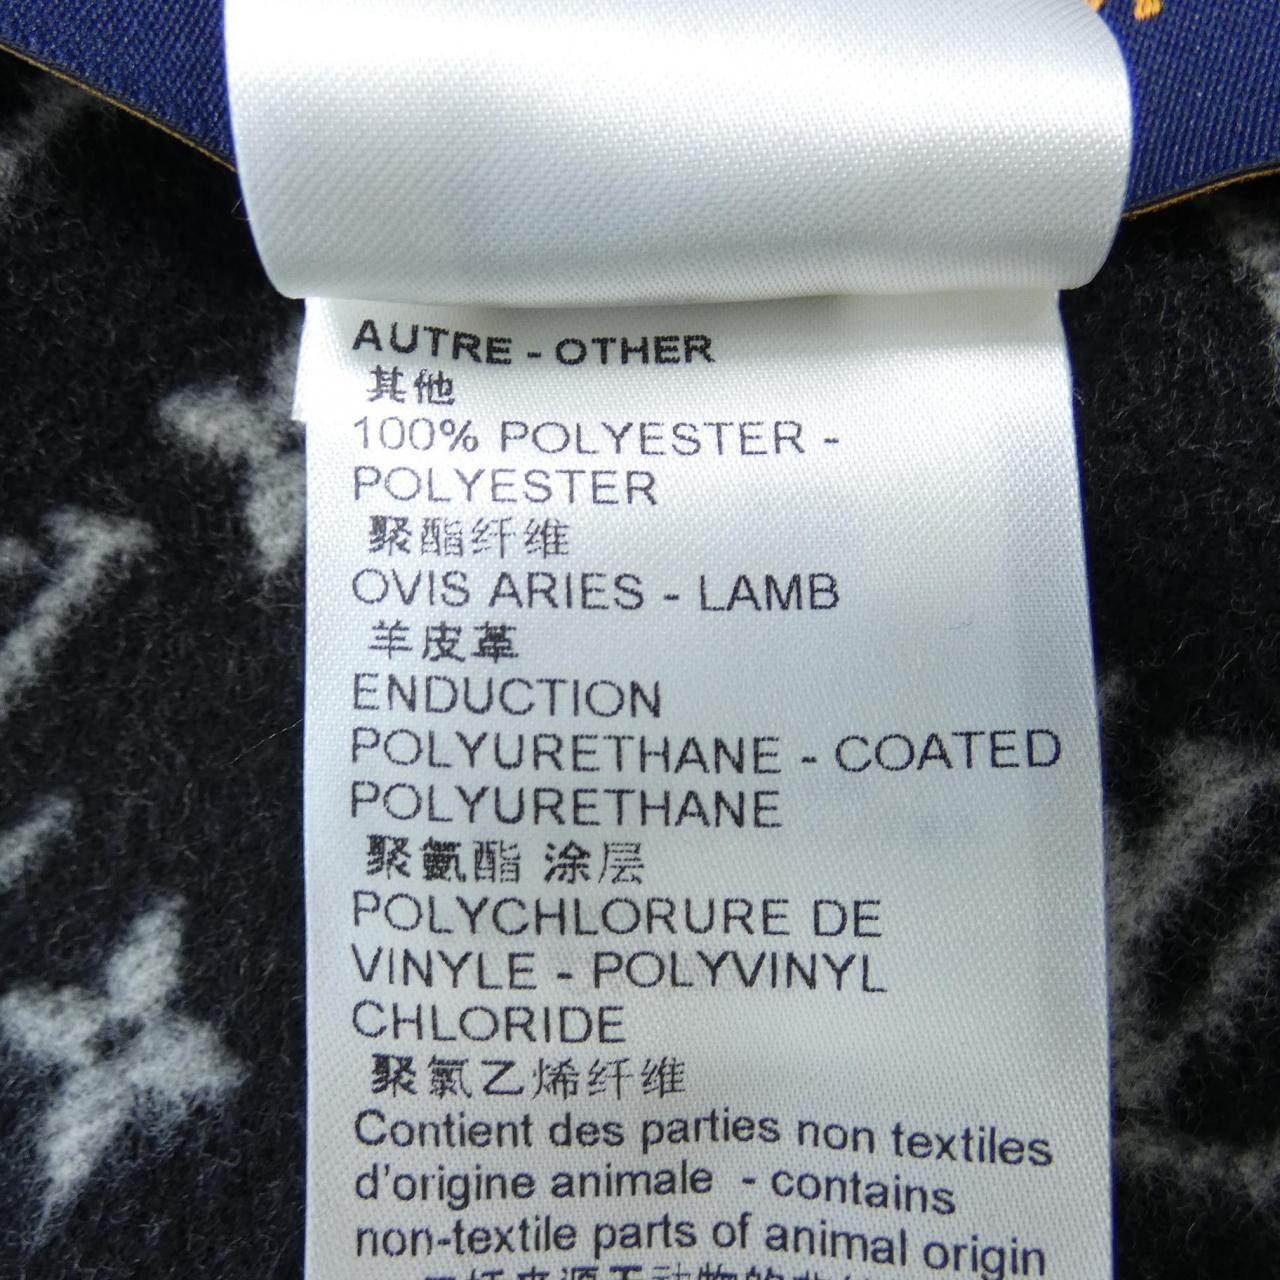 AUTRE - OTHER
其他
100% POLYESTER -
POLYESTER
聚酯纤维
OVIS ARIES - LAMB
羊皮革
ENDUCTION
POLYURETHANE - COATED
POLYURETHANE
聚氨酯 涂层
POLYCHLORURE DE
VINYLE - POLYVINYL
CHLORIDE
聚氯乙烯纤维
Contient des parties non textiles
d'origine animale - contains
non-textile parts of animal origin